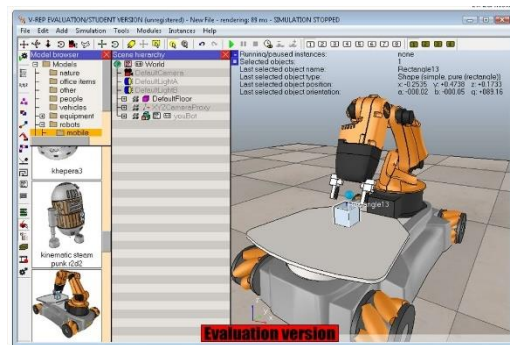 V-REP EVALUATION/STUDENT VERSION (unregistered) - New File - rendering: 89 ms - SIMULATION STOPPED
File Edit Add Simulation Tools Modules Instances Help
Model browser
Models
nature
office items
other
people
vehicles
equipment
robots
mobile
khepera3
kinematic steam
punk r2d2
Scene hierarchy
World
DefaultCamera
DefaultLightA
DefaultLightB
DefaultFloor
XYZCameraProxy
youBot
Running/paused instances: none
Selected objects: 1
Last selected object name: Rectangle13
Last selected object type: Shape (simple, pure (rectangle))
Last selected object position: x: -0.2535 y: +0.4736 z: +0.1733
Last selected object orientation: a: -000.02 b: -000.05 g: +089.16
Rectangle13
Evaluation version